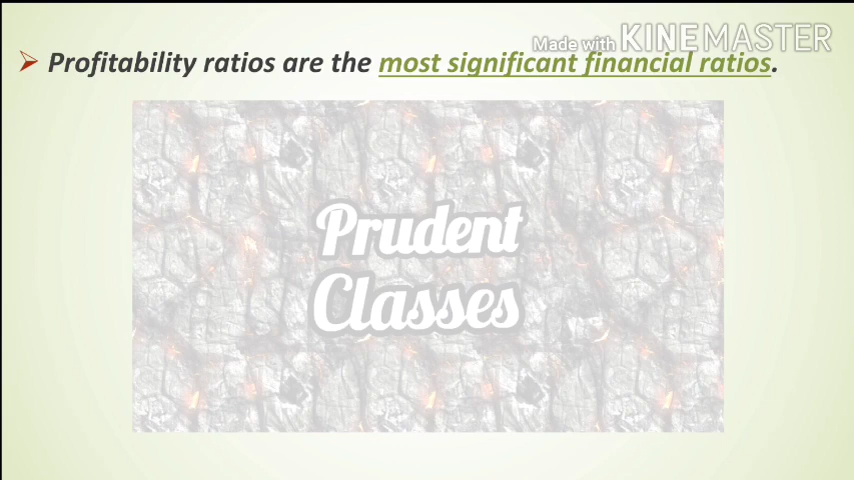 Made with KINEMASTER
Profitability ratios are the most significant financial ratios.
Prudent
Classes